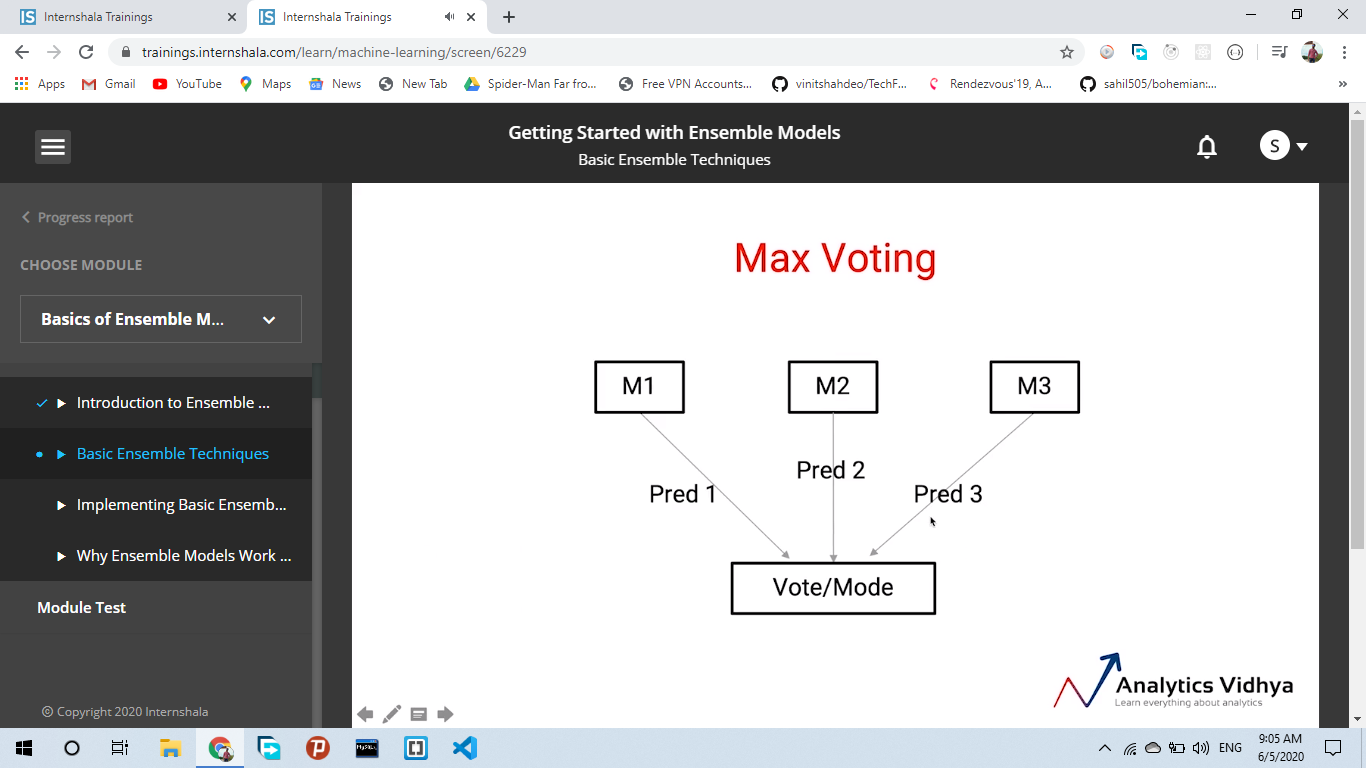 Internshala Trainings
Internshala Trainings
trainings.internshala.com/learn/machine-learning/screen/6229
Apps Gmail YouTube Maps News New Tab Spider-Man Far fro... Free VPN Accounts... vinitshahdeo/TechF... Rendezvous'19, A... sahil505/bohemian:... »
Getting Started with Ensemble Models
Basic Ensemble Techniques
S
Progress report
CHOOSE MODULE
Basics of Ensemble M...
Introduction to Ensemble ...
Basic Ensemble Techniques
Implementing Basic Ensemb...
Why Ensemble Models Work ...
Module Test
© Copyright 2020 Internshala
Max Voting
M1 M2 M3
Pred 2
Pred 1 Pred 3
Vote/Mode
Analytics Vidhya
Learn everything about analytics
ENG
9:05 AM
6/5/2020